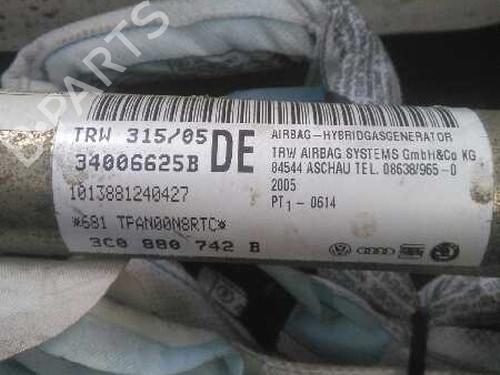 TRW 315/05 DE
34006625B
1013881240427
*681 TPAN00N8RTC*
3C0 880 742 B
AIRBAG-HYBRIDGASGENERATOR
TRW AIRBAG SYSTEMS GmbH&Co KG
84544 ASCHAU TEL. 08638/965-0
2005
PT1-0614